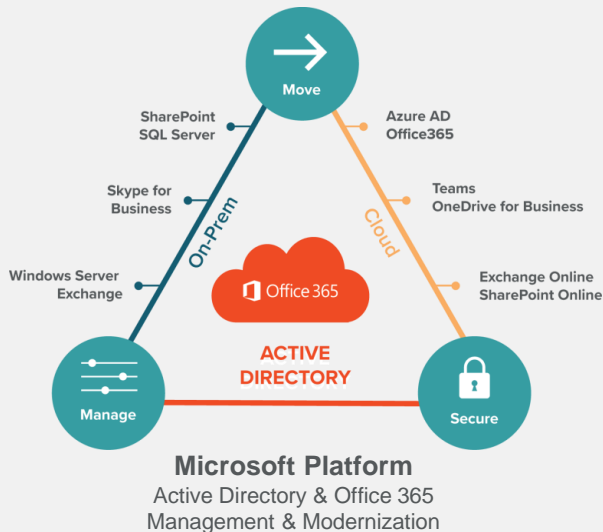 Move
SharePoint
SQL Server
Azure AD
Office365
Skype for
Business
Teams
OneDrive for Business
On-Prem
Cloud
Windows Server
Exchange
Office 365
Exchange Online
SharePoint Online
ACTIVE
DIRECTORY
Manage
Secure
Microsoft Platform
Active Directory & Office 365
Management & Modernization